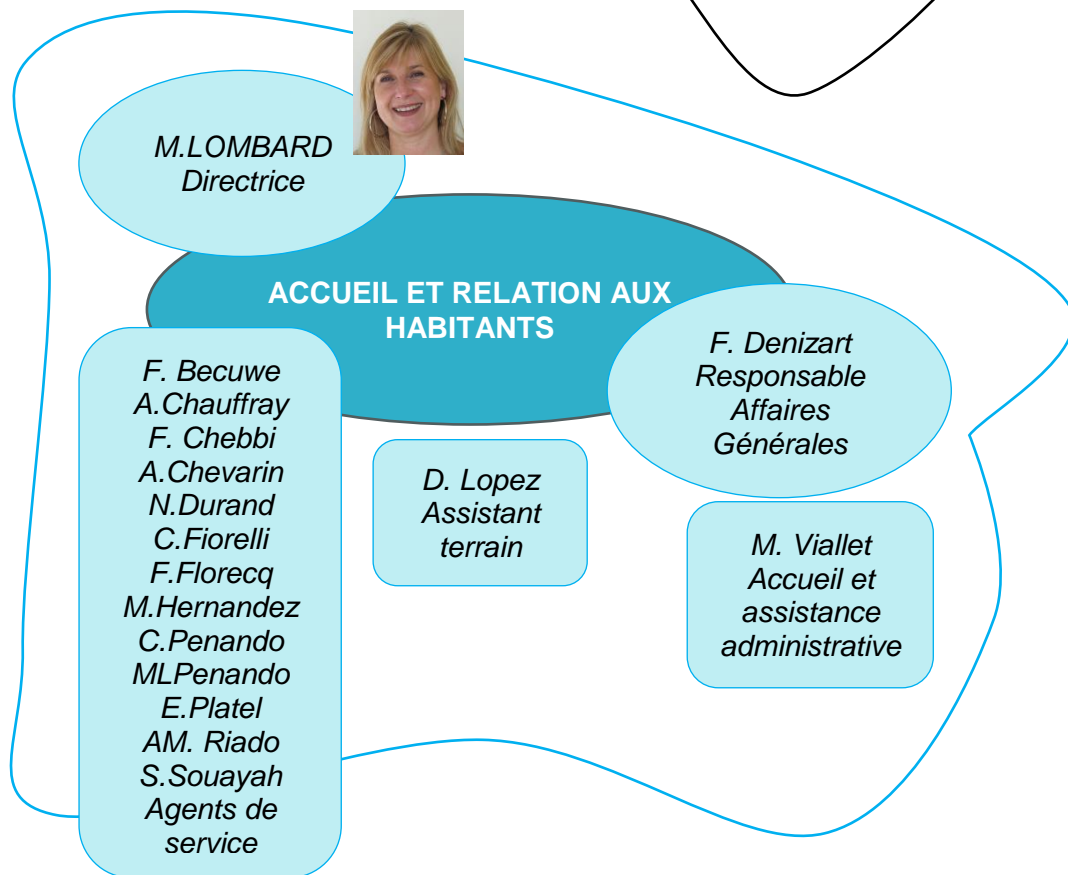 M.LOMBARD
Directrice
ACCUEIL ET RELATION AUX
HABITANTS
F. Becuwe
A.Chauffray
F. Chebbi
A.Chevarin
N.Durand
C.Fiorelli
F.Florecq
M.Hernandez
C.Penando
MLPenando
E.Platel
AM. Riado
S.Souayah
Agents de
service
D. Lopez
Assistant
terrain
F. Denizart
Responsable
Affaires
Générales
M. Viallet
Accueil et
assistance
administrative